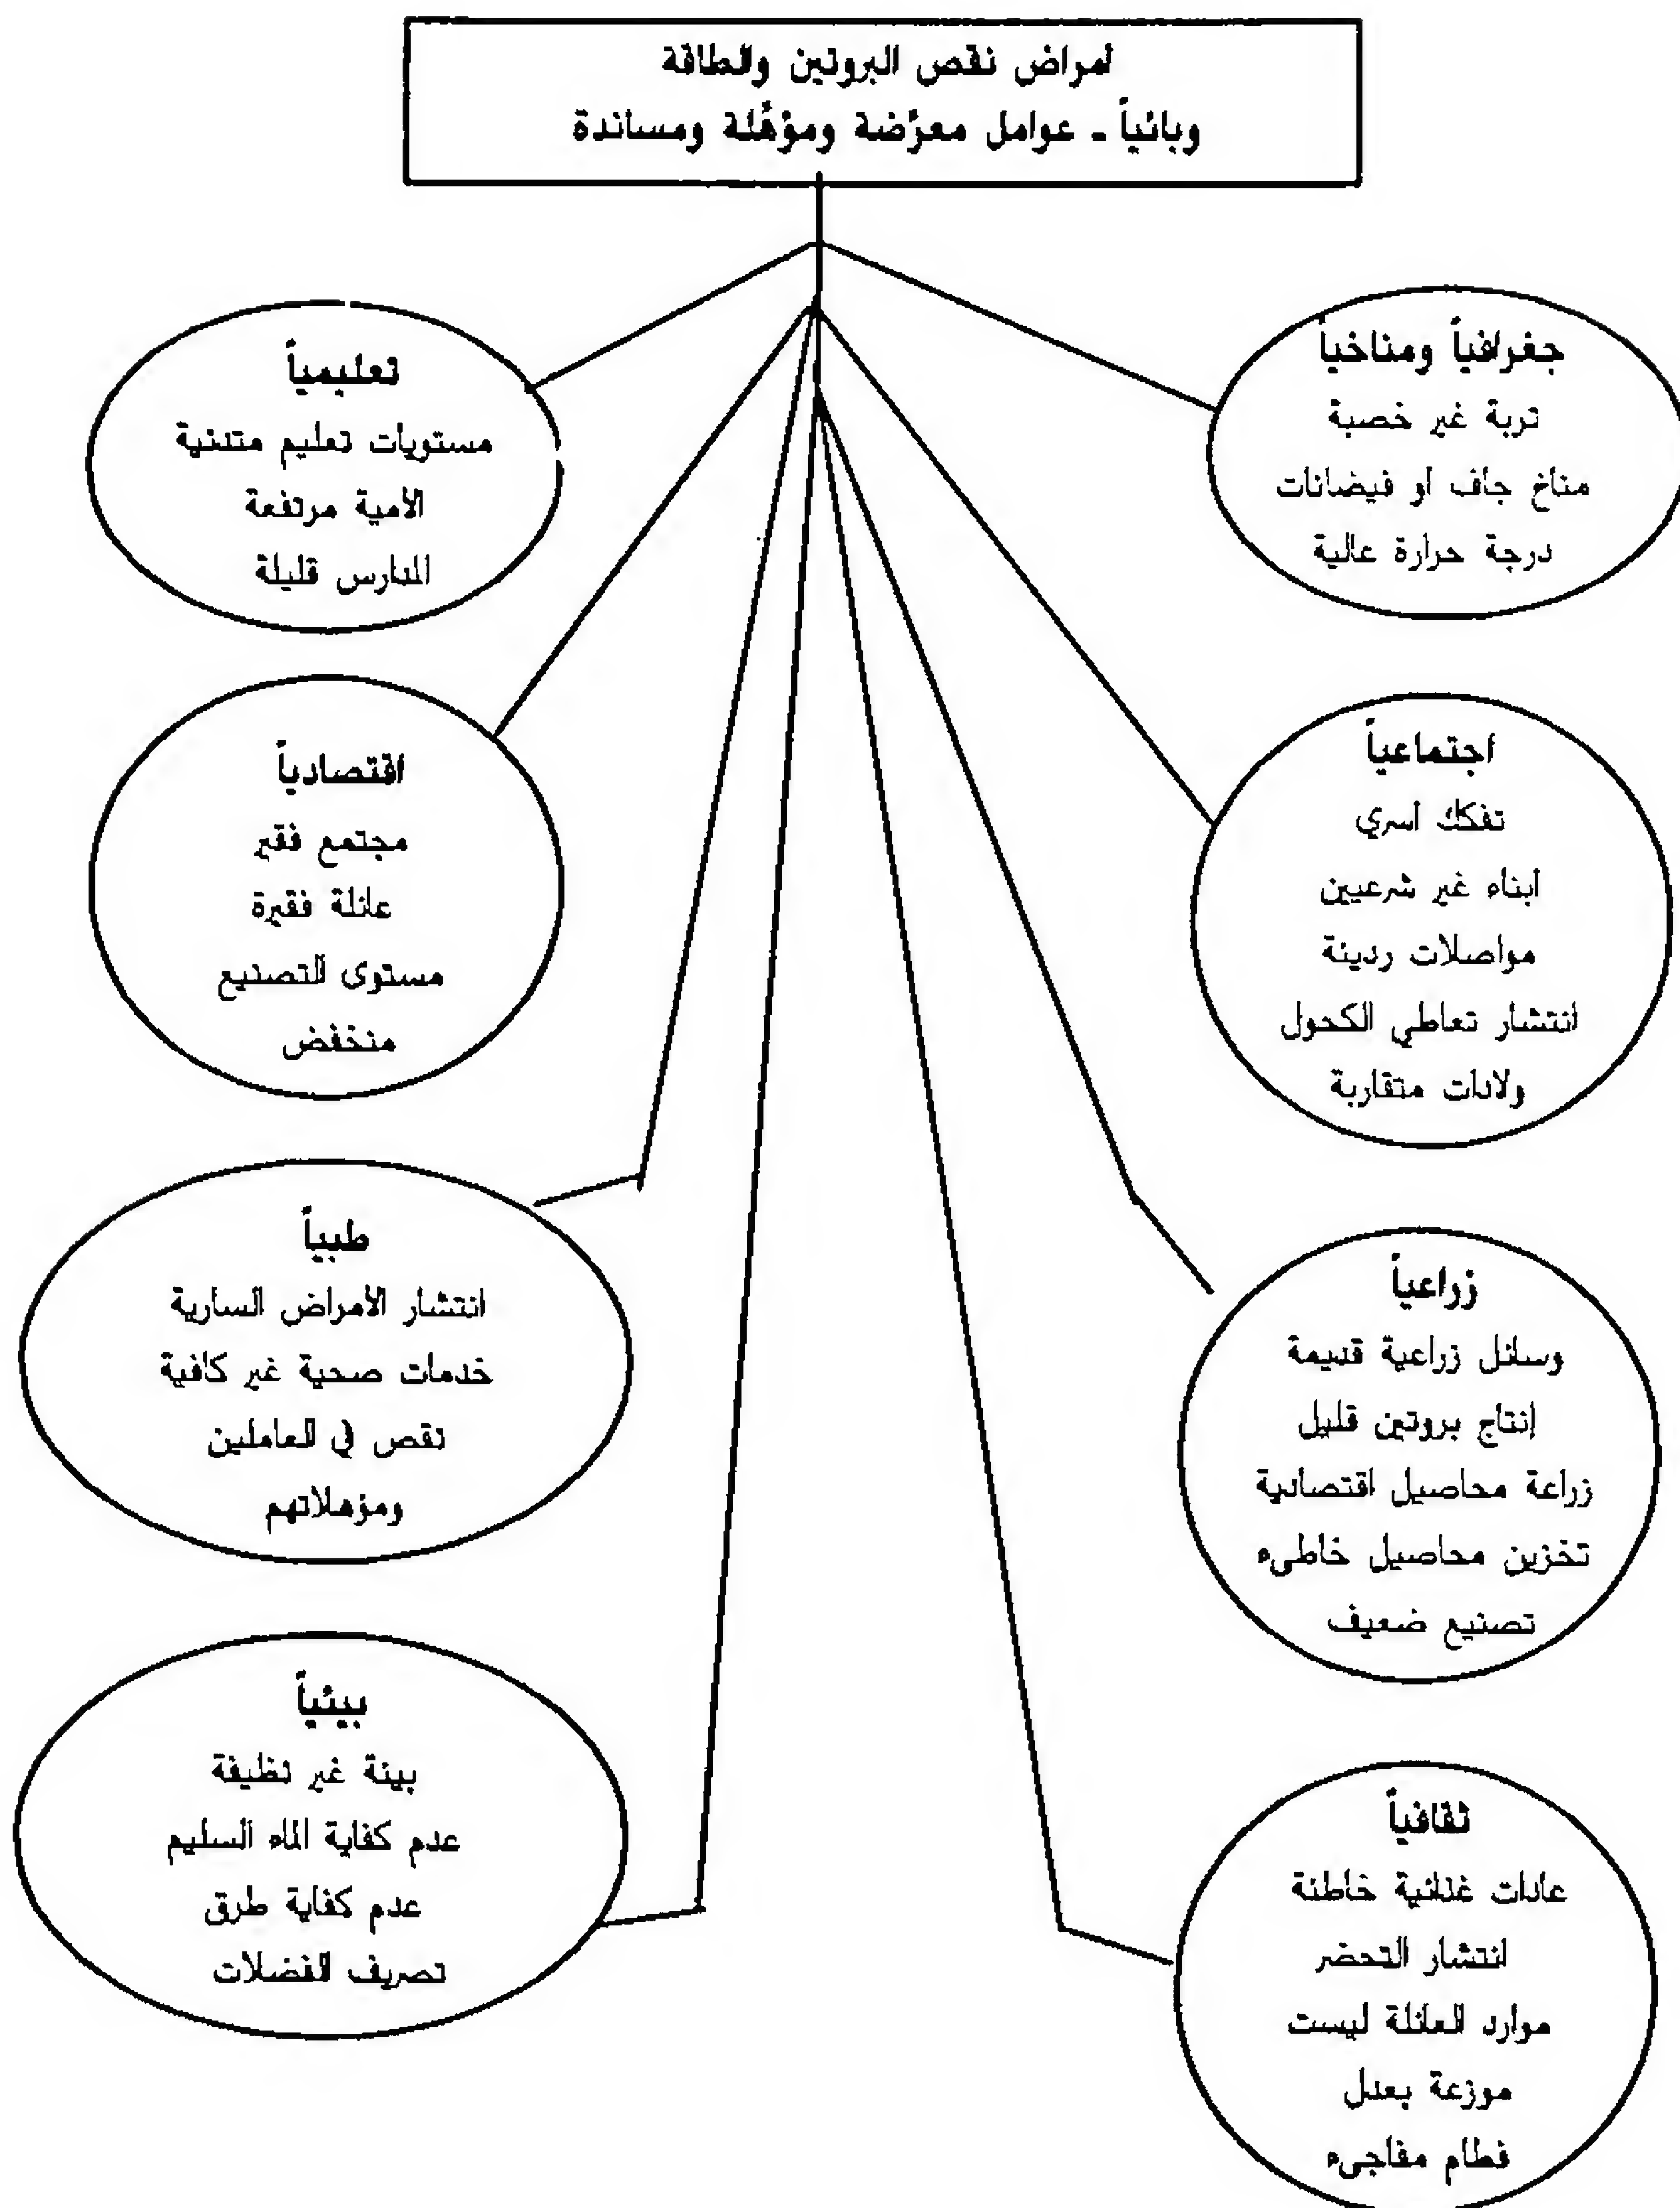 أمراض نقص البروتين والطاقة
وبائياً - عوامل معرّضة ومؤهّلة ومساندة
جغرافياً ومناخياً
تربة غير خصبة
مناخ جاف او فيضانات
درجة حرارة عالية
تعليمياً
مستويات تعليم متدنية
الأمية مرتفعة
المدارس قليلة
اجتماعياً
تفكك اسري
ابناء غير شرعيين
مواصلات رديئة
انتشار تعاطي الكحول
ولادات متقاربة
اقتصادياً
مجتمع فقير
عائلة فقيرة
مستوى التصنيع
منخفض
زراعياً
وسائل زراعية قديمة
إنتاج بروتين قليل
زراعة محاصيل اقتصادية
تخزين محاصيل خاطىء
تصنيع ضعيف
طبياً
انتشار الأمراض السارية
خدمات صحية غير كافية
نقص في العاملين
ومؤهلاتهم
ثقافياً
عادات غذائية خاطئة
انتشار التحضر
موارد العائلة ليست
موزعة بعدل
فطام مفاجىء
بيئياً
بيئة غير نظيفة
عدم كفاية الماء السليم
عدم كفاية طرق
تصريف الفضلات